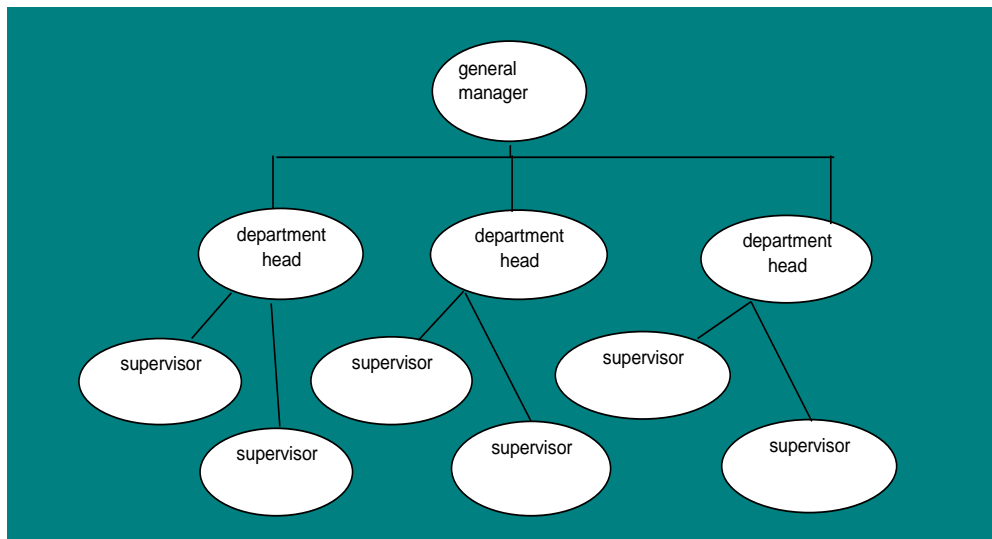 general
manager
department
head
department
head
department
head
supervisor
supervisor
supervisor
supervisor
supervisor
supervisor